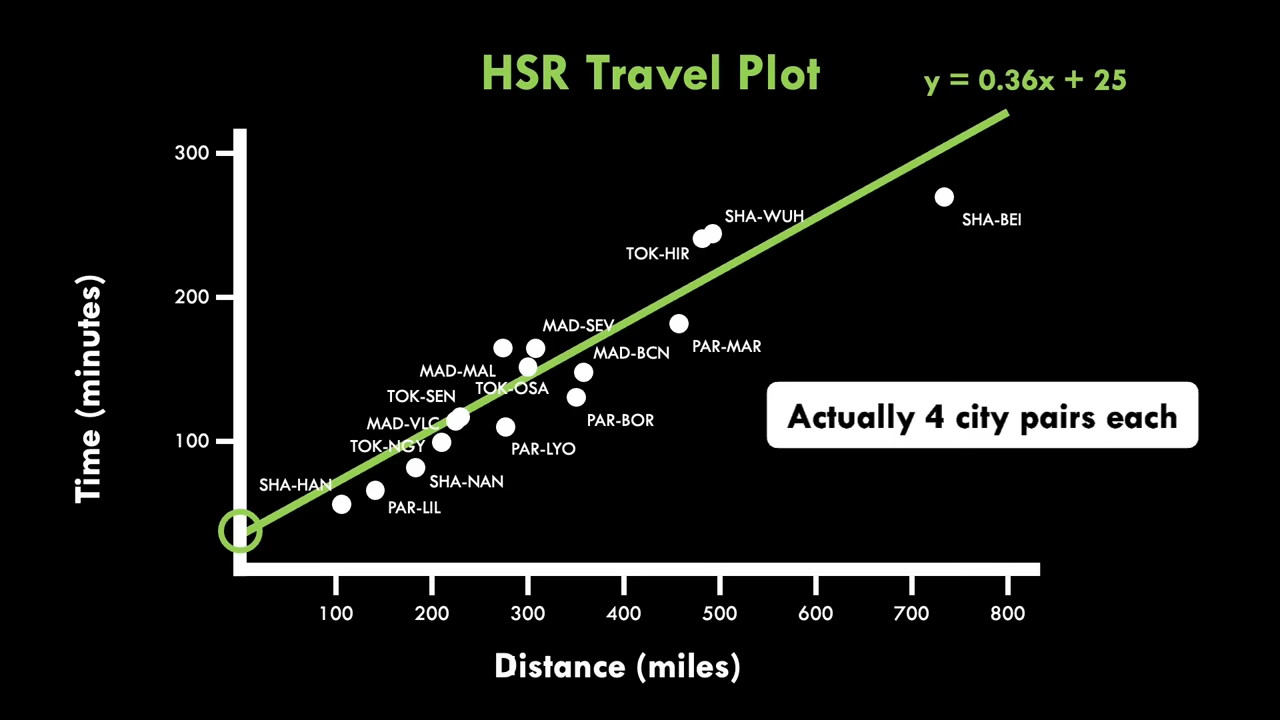 HSR Travel Plot
y = 0.36x + 25
300
200
100
Time (minutes)
SHA-WUH
SHA-BEI
TOK-HIR
MAD-SEV
PAR-MAR
MAD-BCN
MAD-MAL
TOK-OSA
TOK-SEN
PAR-BOR
MAD-VLC
TOK-NGY
PAR-LYO
SHA-HAN
SHA-NAN
PAR-LIL
Actually 4 city pairs each
100 200 300 400 500 600 700 800
Distance (miles)